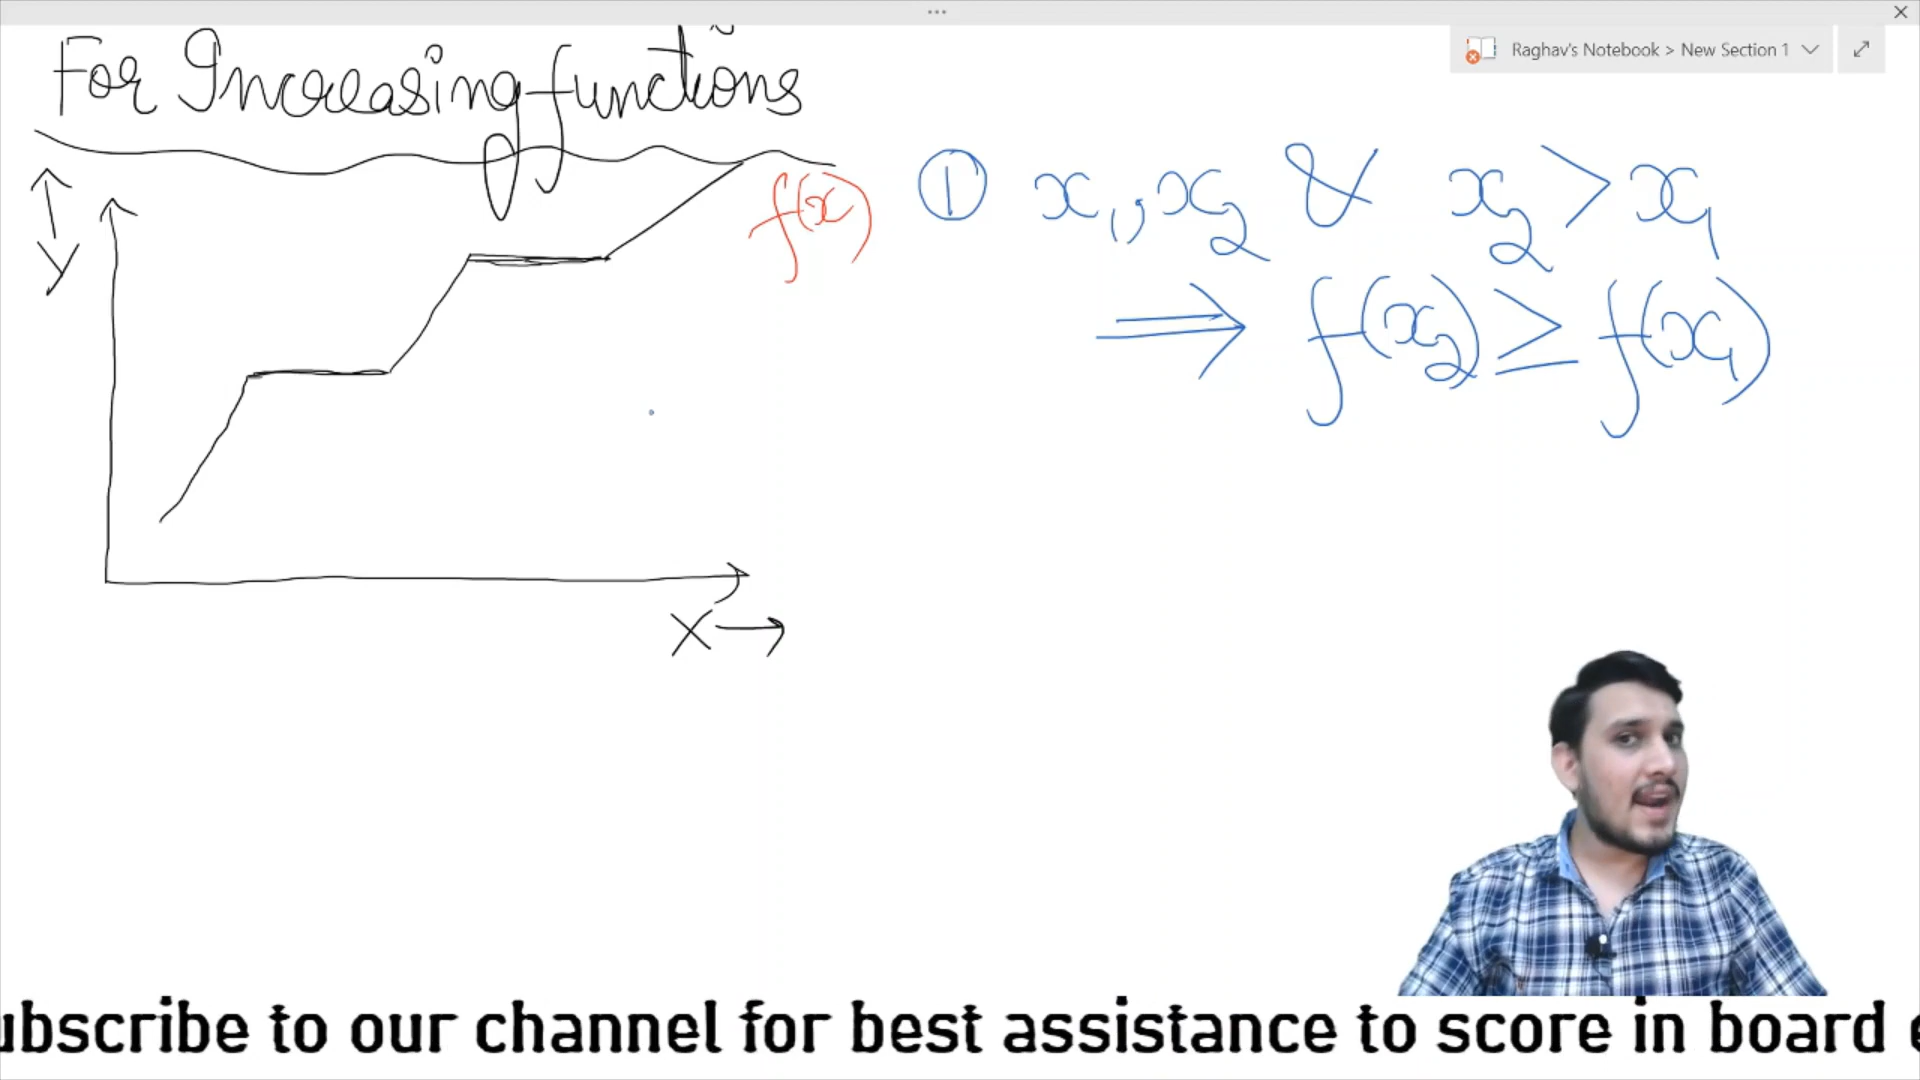 ...
Raghav's Notebook > New Section 1
For Increasing functions
① x₁, x₂ & x₂ > x₁
⟹ f(x₂) ≥ f(x₁)
f(x)
y
X →
ubscribe to our channel for best assistance to score in board e